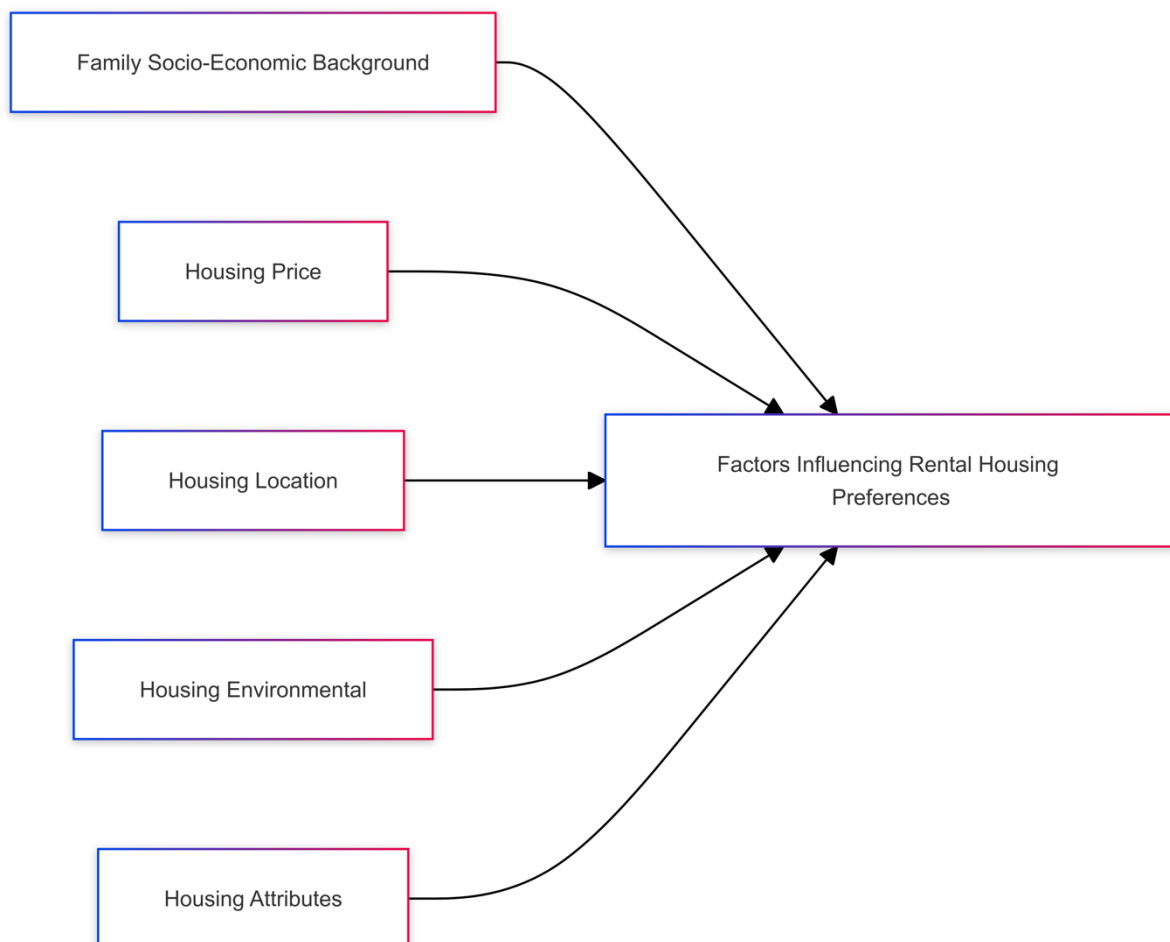 Family Socio-Economic Background
Housing Price
Housing Location
Factors Influencing Rental Housing
Preferences
Housing Environmental
Housing Attributes